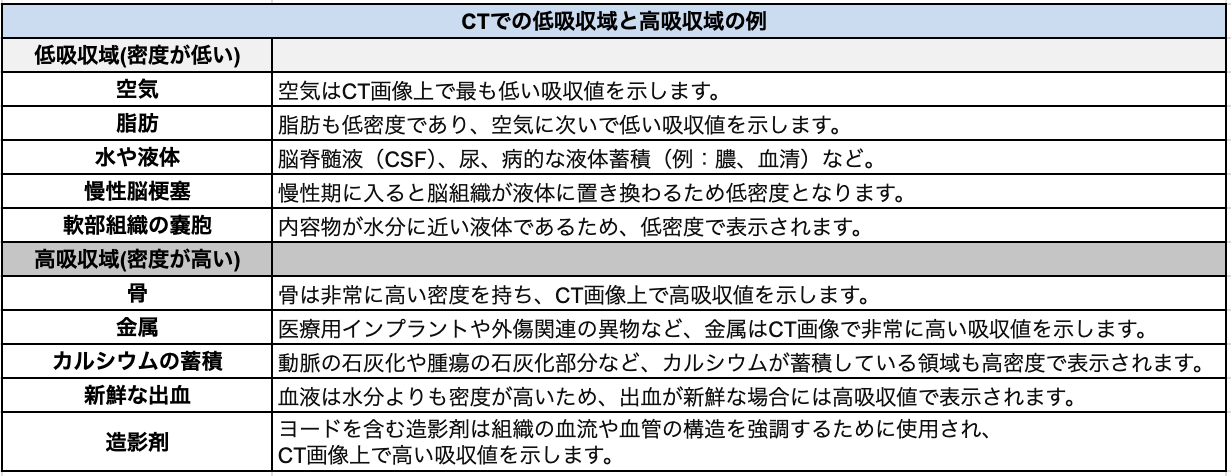 CTでの低吸収域と高吸収域の例
低吸収域(密度が低い)
空気 空気はCT画像上で最も低い吸収値を示します。
脂肪 脂肪も低密度であり、空気に次いで低い吸収値を示します。
水や液体 脳脊髄液（CSF）、尿、病的な液体蓄積（例：膿、血清）など。
慢性脳梗塞 慢性期に入ると脳組織が液体に置き換わるため低密度となります。
軟部組織の嚢胞 内容物が水分に近い液体であるため、低密度で表示されます。
高吸収域(密度が高い)
骨 骨は非常に高い密度を持ち、CT画像上で高吸収値を示します。
金属 医療用インプラントや外傷関連の異物など、金属はCT画像で非常に高い吸収値を示します。
カルシウムの蓄積 動脈の石灰化や腫瘍の石灰化部分など、カルシウムが蓄積している領域も高密度で表示されます。
新鮮な出血 血液は水分よりも密度が高いため、出血が新鮮な場合には高吸収値で表示されます。
造影剤 ヨードを含む造影剤は組織の血流や血管の構造を強調するために使用され、
CT画像上で高い吸収値を示します。